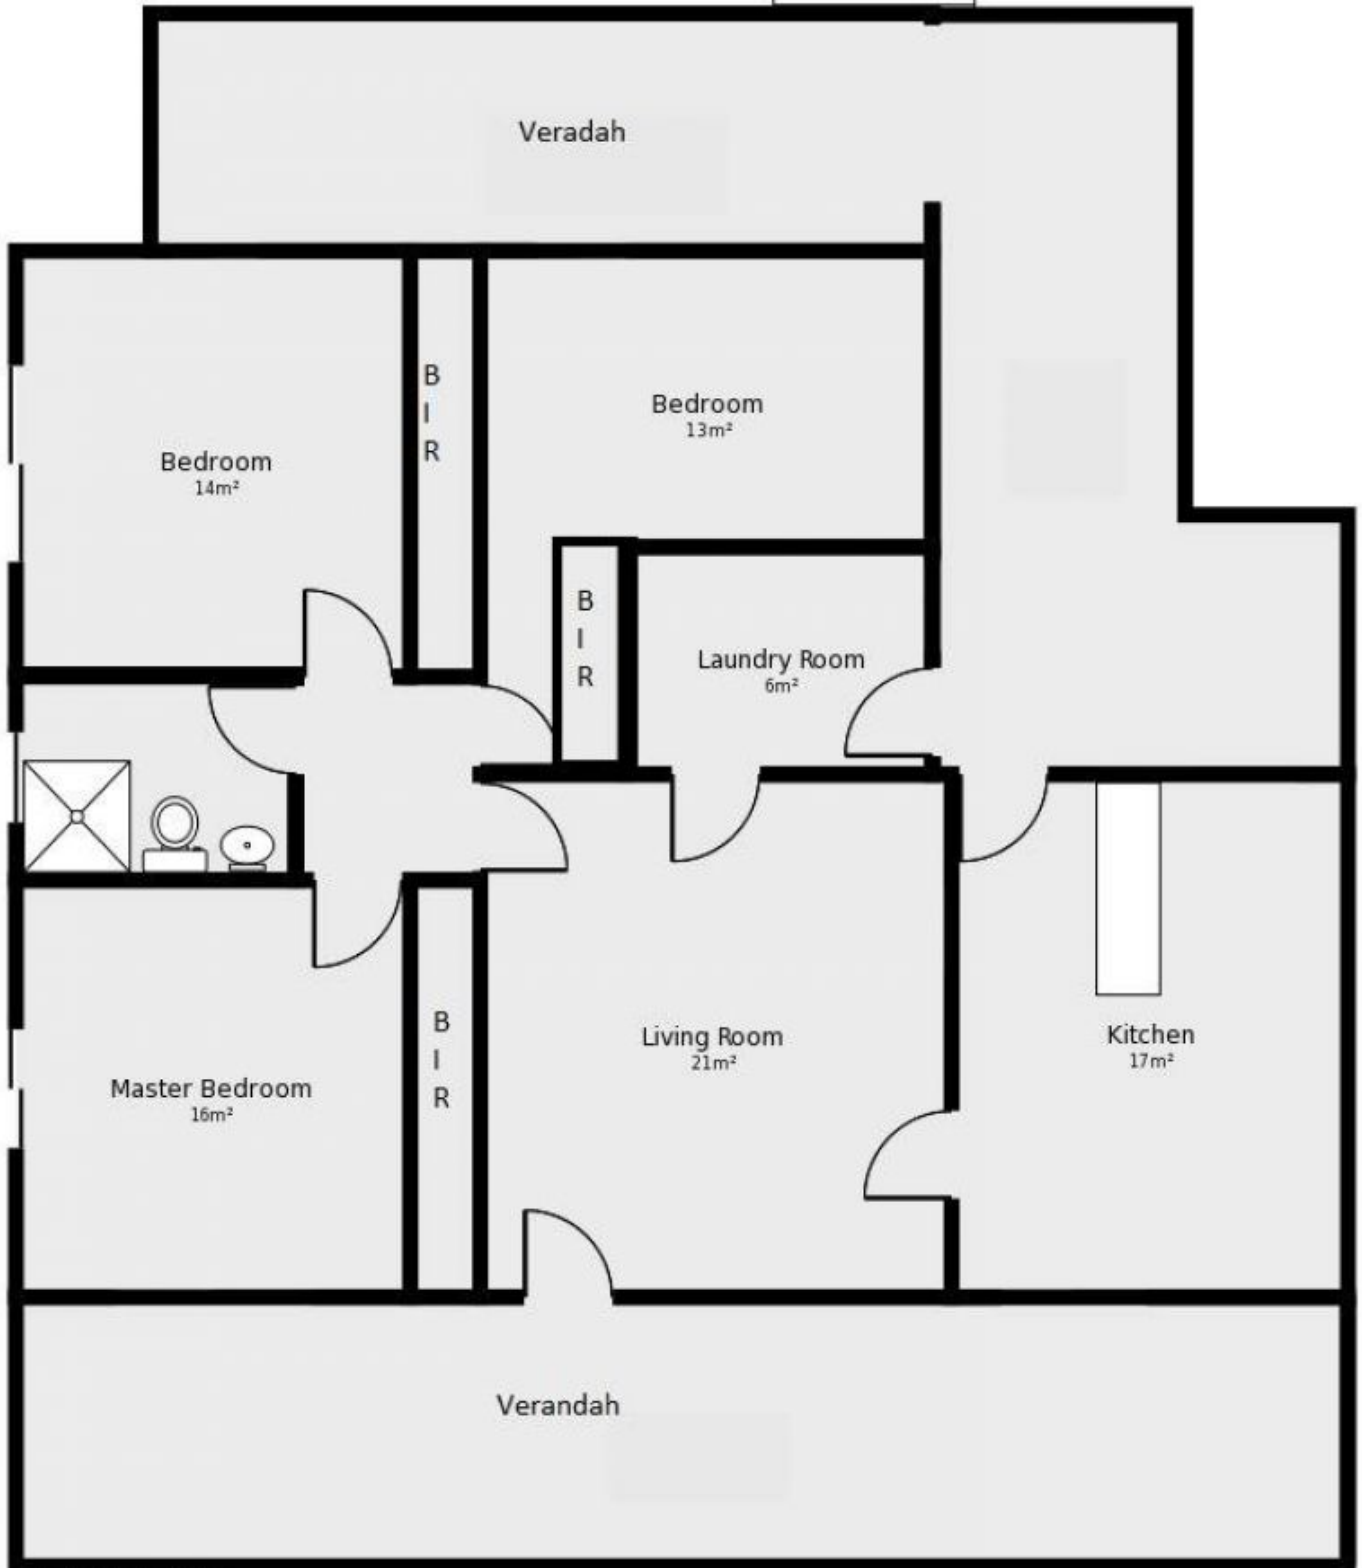 Veradah
B
I
R
Bedroom
13m²
Bedroom
14m²
B
I
R
Laundry Room
6m²
B
I
R
Living Room
21m²
Kitchen
17m²
Master Bedroom
16m²
Verandah